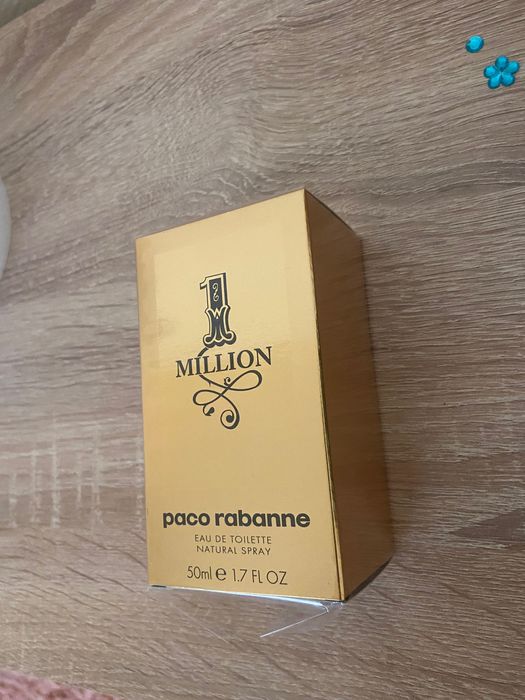 1
MILLION
paco rabanne
EAU DE TOILETTE
NATURAL SPRAY
50ml e 1.7 FL OZ